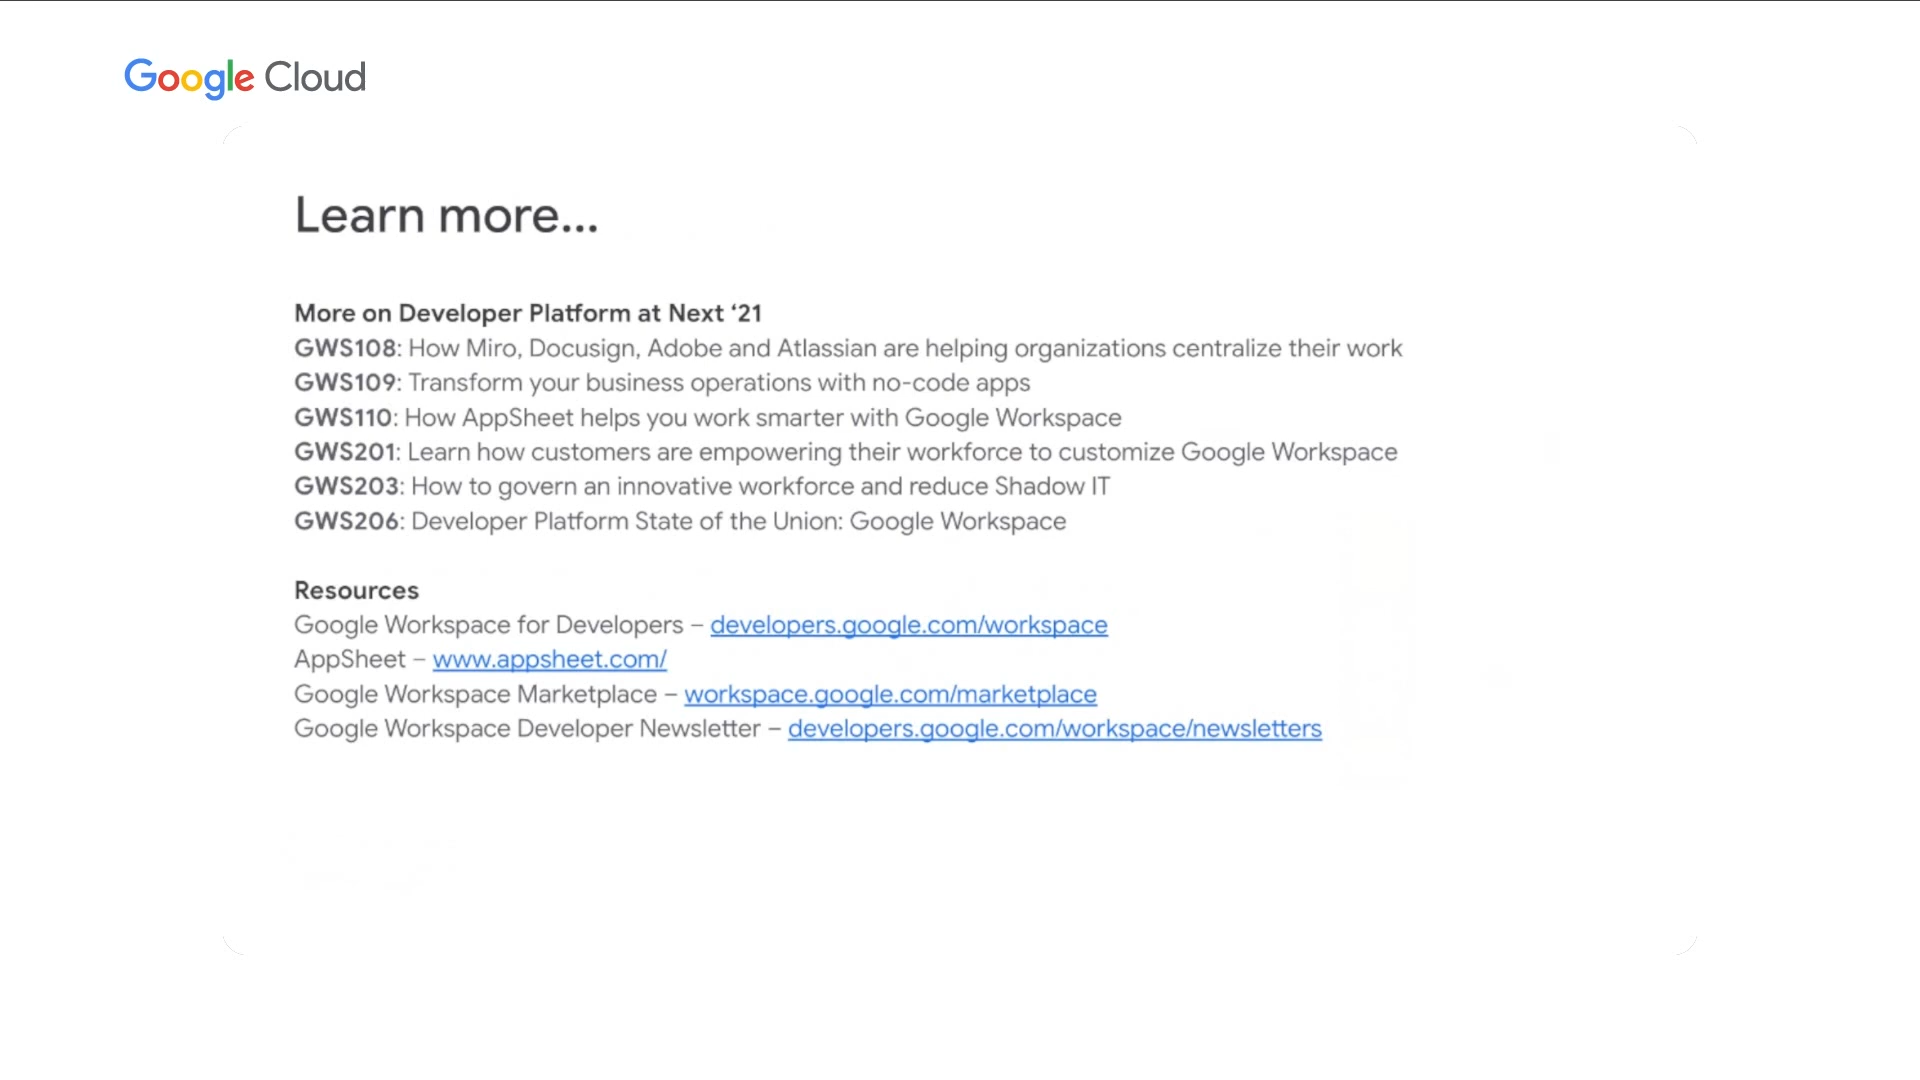 Google Cloud
Learn more...
More on Developer Platform at Next ‘21
GWS108: How Miro, Docusign, Adobe and Atlassian are helping organizations centralize their work
GWS109: Transform your business operations with no-code apps
GWS110: How AppSheet helps you work smarter with Google Workspace
GWS201: Learn how customers are empowering their workforce to customize Google Workspace
GWS203: How to govern an innovative workforce and reduce Shadow IT
GWS206: Developer Platform State of the Union: Google Workspace
Resources
Google Workspace for Developers – developers.google.com/workspace
AppSheet – www.appsheet.com/
Google Workspace Marketplace – workspace.google.com/marketplace
Google Workspace Developer Newsletter – developers.google.com/workspace/newsletters